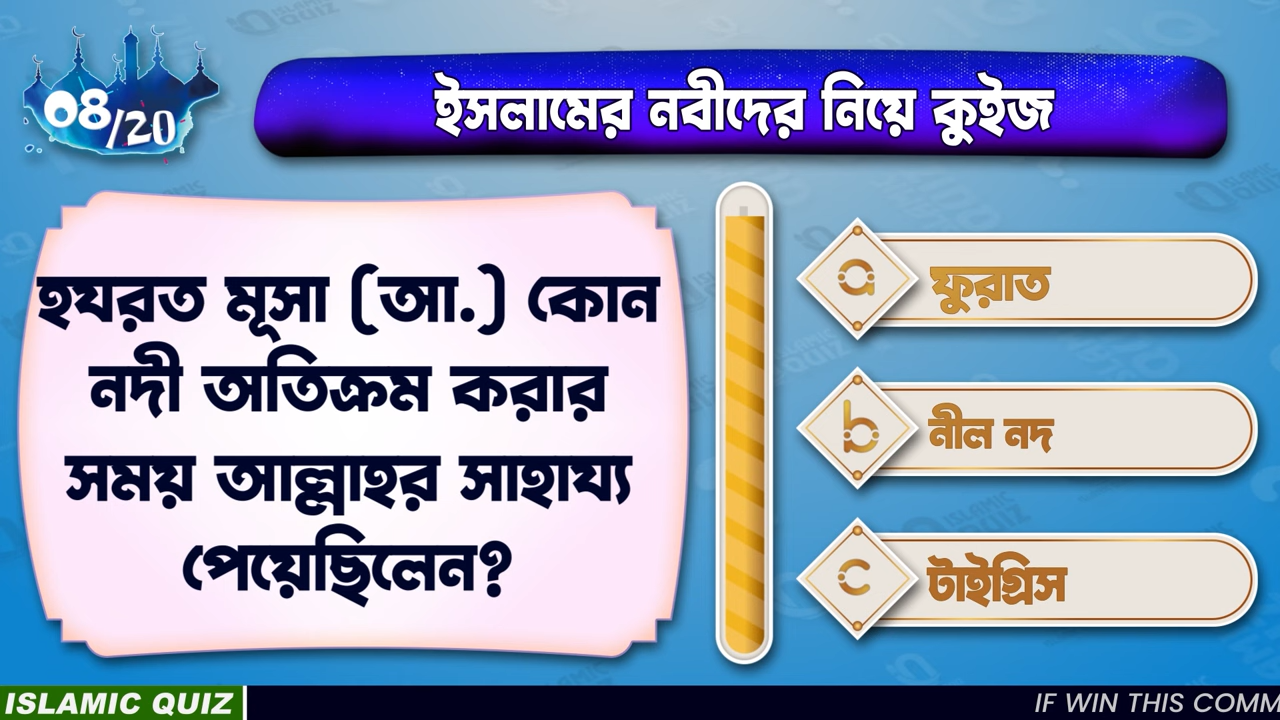 08/20
ইসলামের নবীদের নিয়ে কুইজ
হযরত মূসা (আ.) কোন
নদী অতিক্রম করার
সময় আল্লাহর সাহায্য
পেয়েছিলেন?
a ফুরাত
b নীল নদ
c টাইগ্রিস
ISLAMIC QUIZ
IF WIN THIS COMM